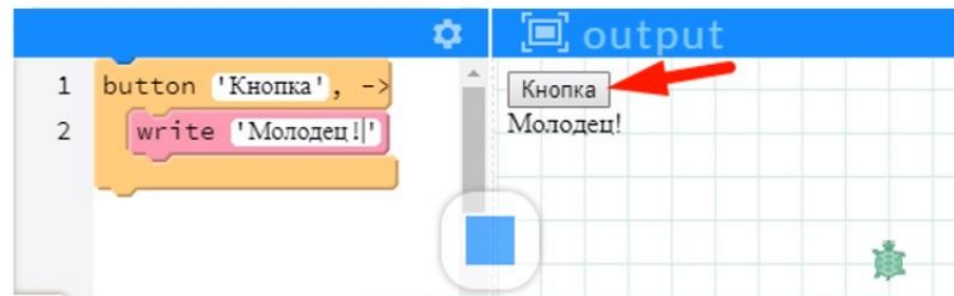 output
1 button 'Кнопка', ->
2 write 'Молодец!'
Кнопка
Молодец!